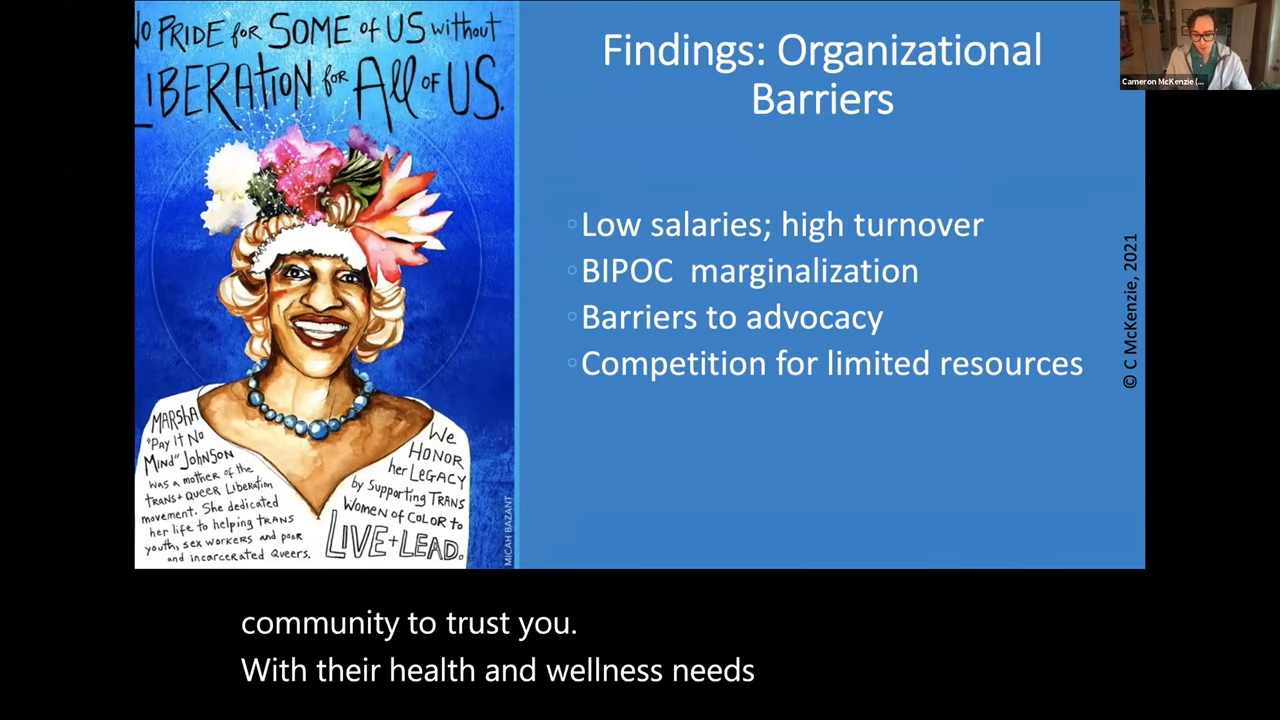 NO PRIDE for SOME of US without
LIBERATION for All of US.
MARSHA
"PAY IT NO
MIND" JOHNSON
was a mother of the
TRANS+ QUEER LIBERATION
movement. She dedicated
her life to helping TRANS
youth, sex workers and poor
and incarcerated Queers.
We
HONOR
her LEGACY
by Supporting TRANS
Women of COLOR to
LIVE + LEAD.
MICAH BAZANT
Findings: Organizational
Barriers
Low salaries; high turnover
BIPOC marginalization
Barriers to advocacy
Competition for limited resources
© C McKenzie, 2021
Cameron McKenzie (...
community to trust you.
With their health and wellness needs